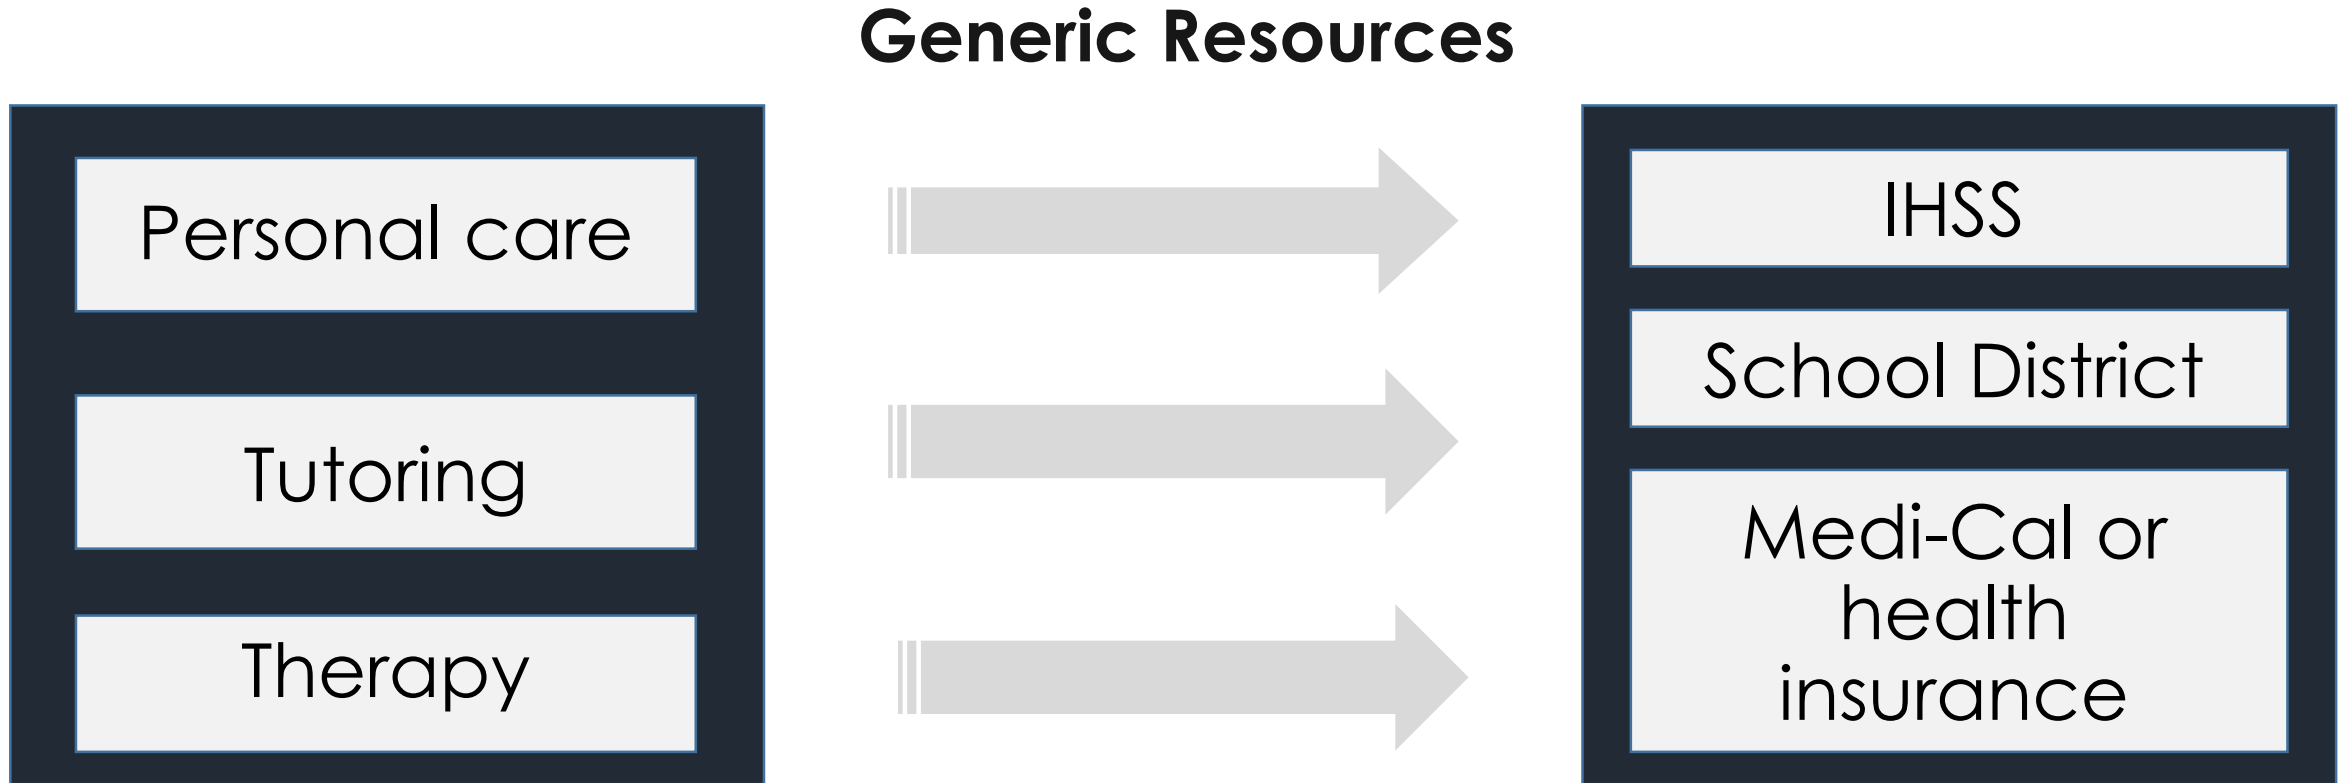 Generic Resources
Personal care
IHSS
Tutoring
School District
Therapy
Medi-Cal or
health
insurance